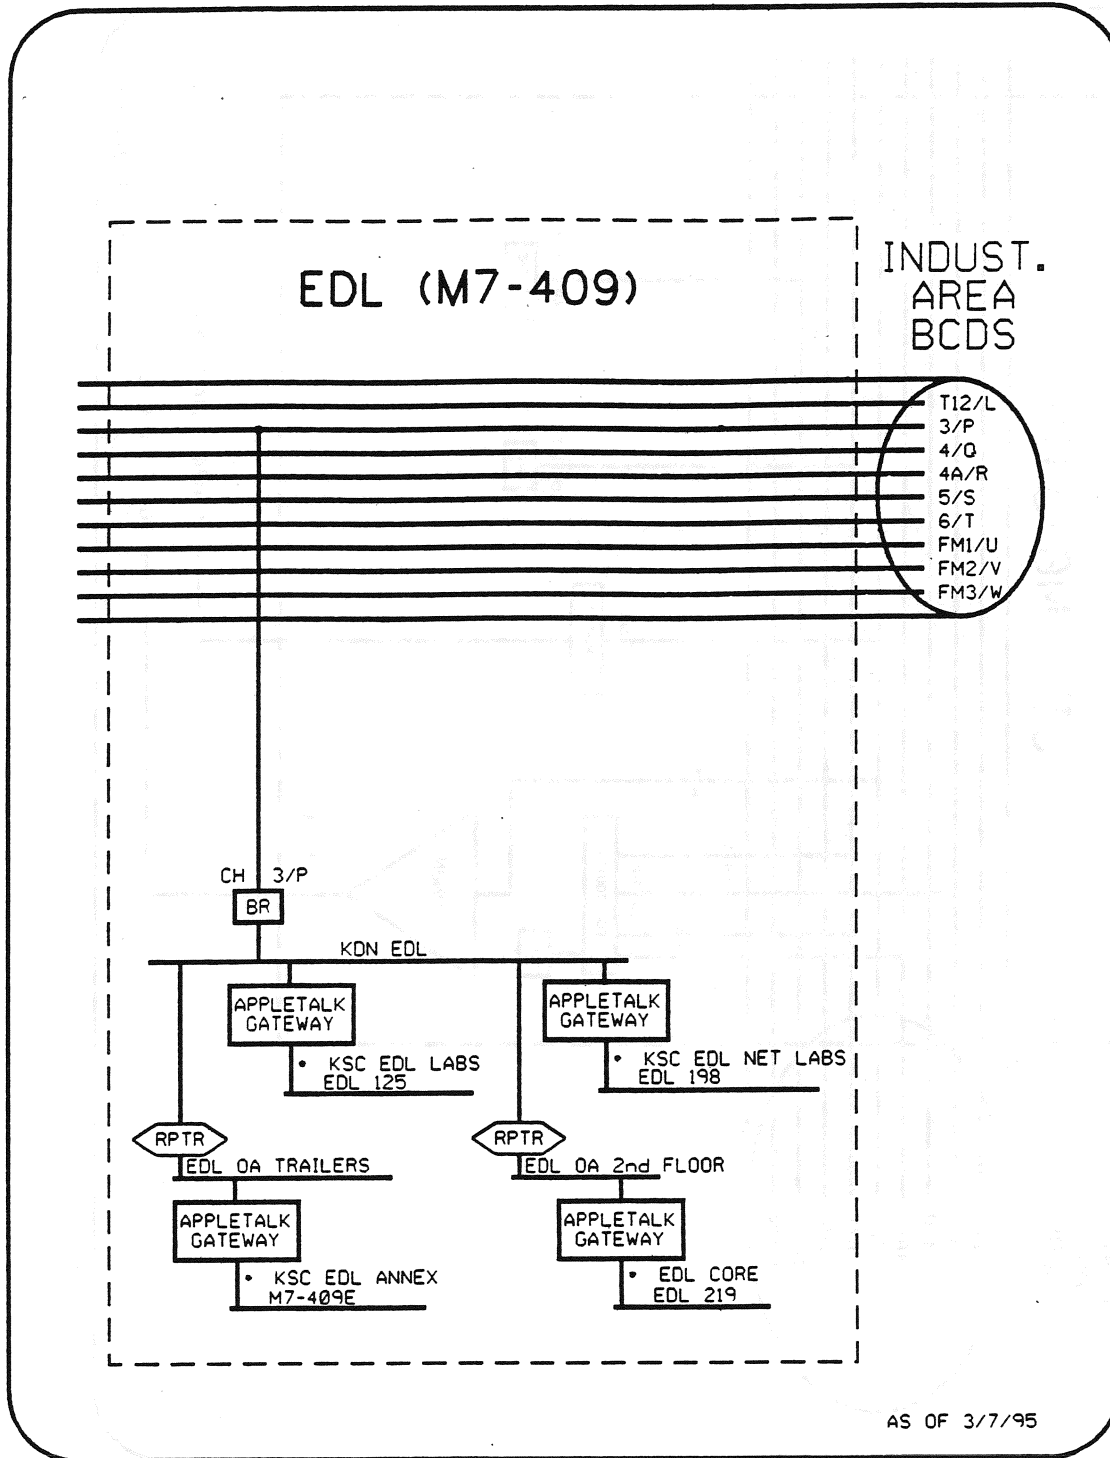 EDL (M7-409)
INDUST.
AREA
BCDS
T12/L
3/P
4/Q
4A/R
5/S
6/T
FM1/U
FM2/V
FM3/W
CH 3/P
BR
KDN EDL
APPLETALK
GATEWAY
• KSC EDL LABS
EDL 125
APPLETALK
GATEWAY
• KSC EDL NET LABS
EDL 198
RPTR
EDL OA TRAILERS
APPLETALK
GATEWAY
• KSC EDL ANNEX
M7-409E
RPTR
EDL OA 2nd FLOOR
APPLETALK
GATEWAY
• EDL CORE
EDL 219
AS OF 3/7/95